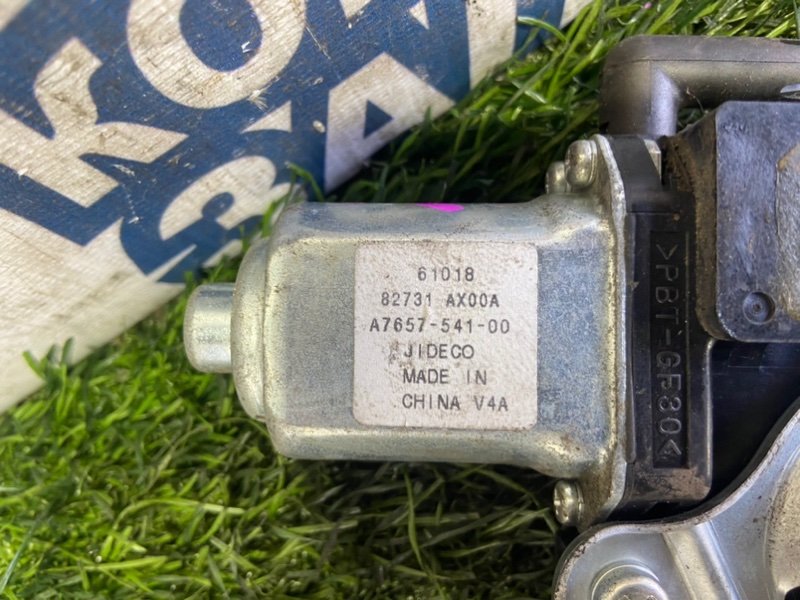 61018
82731 AX00A
A7657-541-00
JIDECO
MADE IN
CHINA V4A
>PBT-GF30<